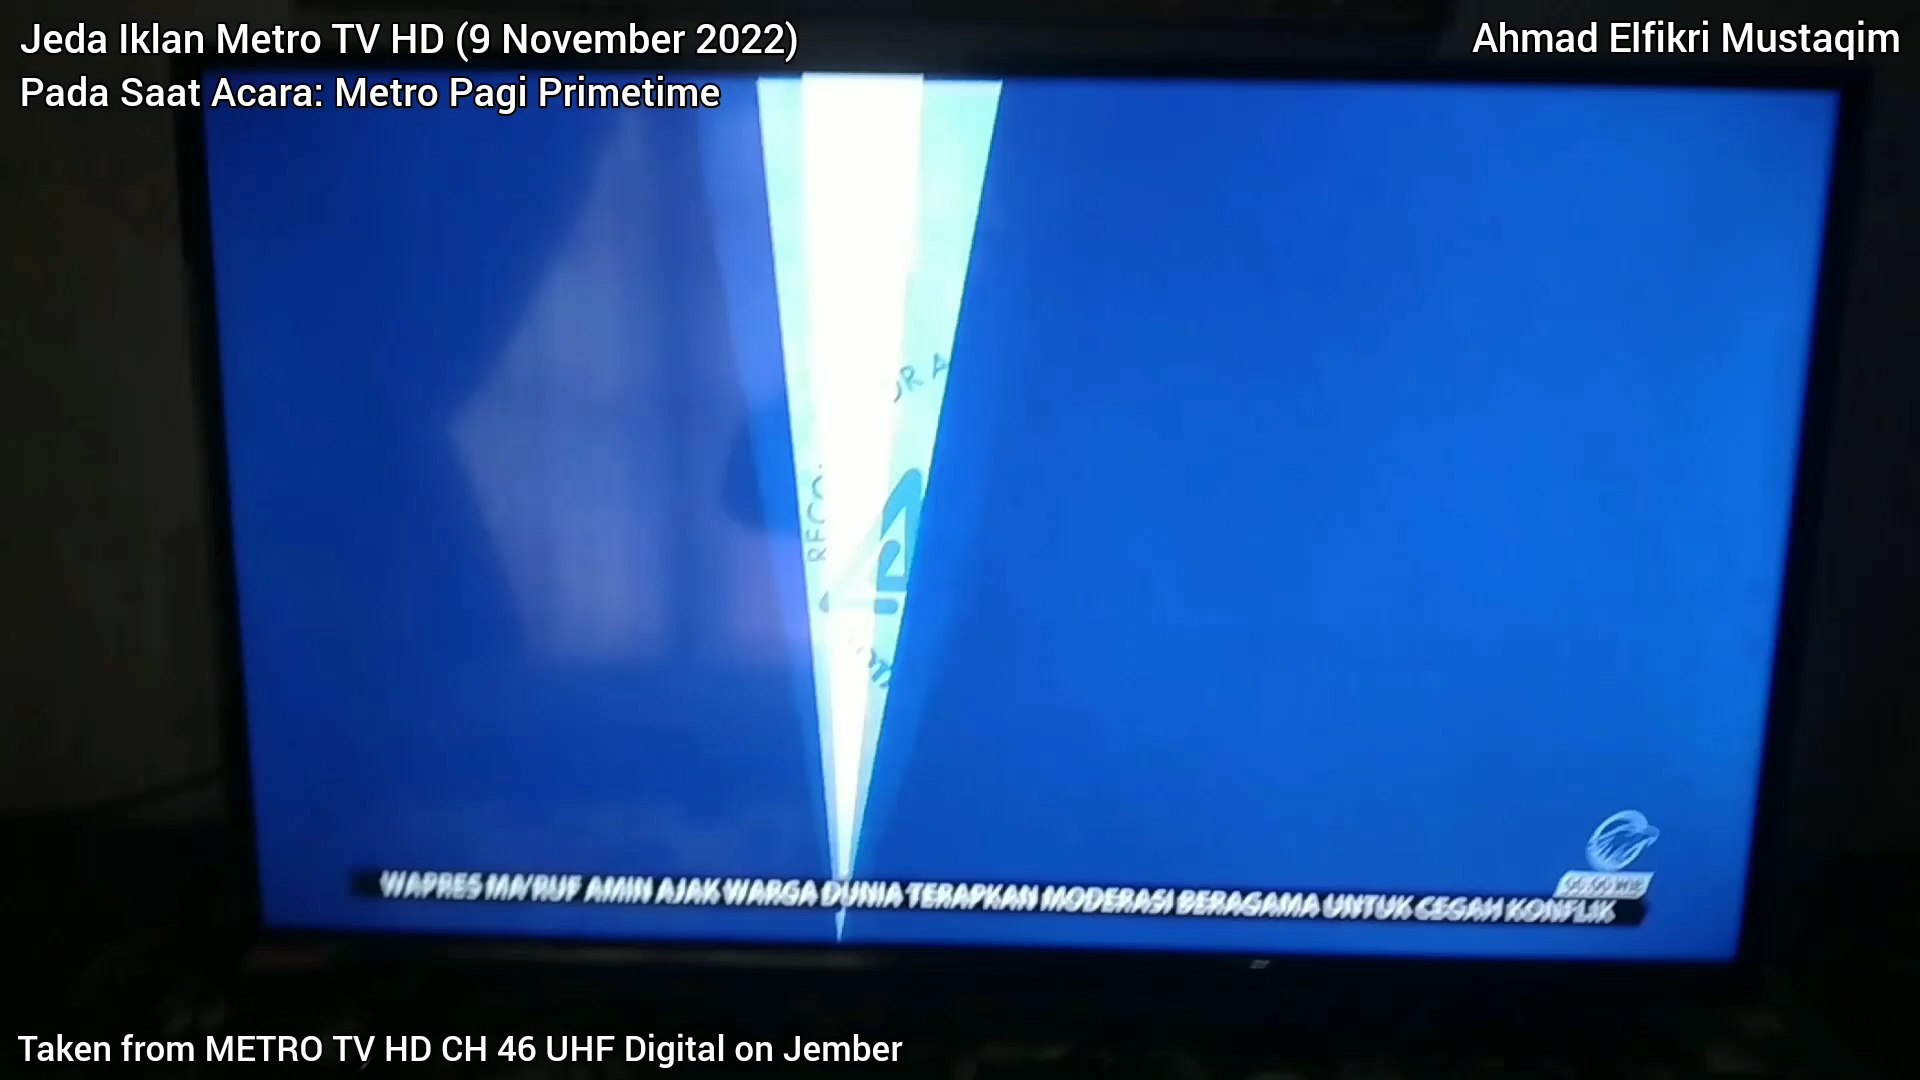 Jeda Iklan Metro TV HD (9 November 2022)
Pada Saat Acara: Metro Pagi Primetime
Ahmad Elfikri Mustaqim
WAPRES MA'RUF AMIN AJAK WARGA DUNIA TERAPKAN MODERASI BERAGAMA UNTUK CEGAH KONFLIK
Taken from METRO TV HD CH 46 UHF Digital on Jember